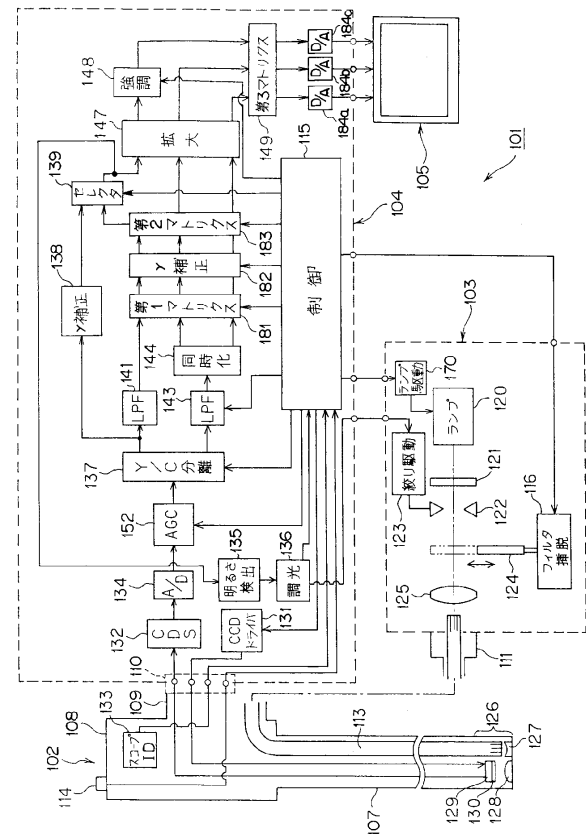 148
強調
147
拡大
139
セレクタ
138
γ補正
第3マトリクス
149
D/A
184c
D/A
184b
D/A
184a
105
115
制御
104
101
第2マトリクス
183
γ補正
182
第1マトリクス
181
144
同時化
141
LPF
143
LPF
137
Y/C分離
152
AGC
134
A/D
132
CDS
135
明るさ検出
136
調光
131
CCDドライバ
110
109
133
スコープID
108
102
114
103
ランプ駆動
170
120
ランプ
絞り駆動
123
121
122
116
フィルタ挿脱
124
125
111
113
107
126
127
128
129
130